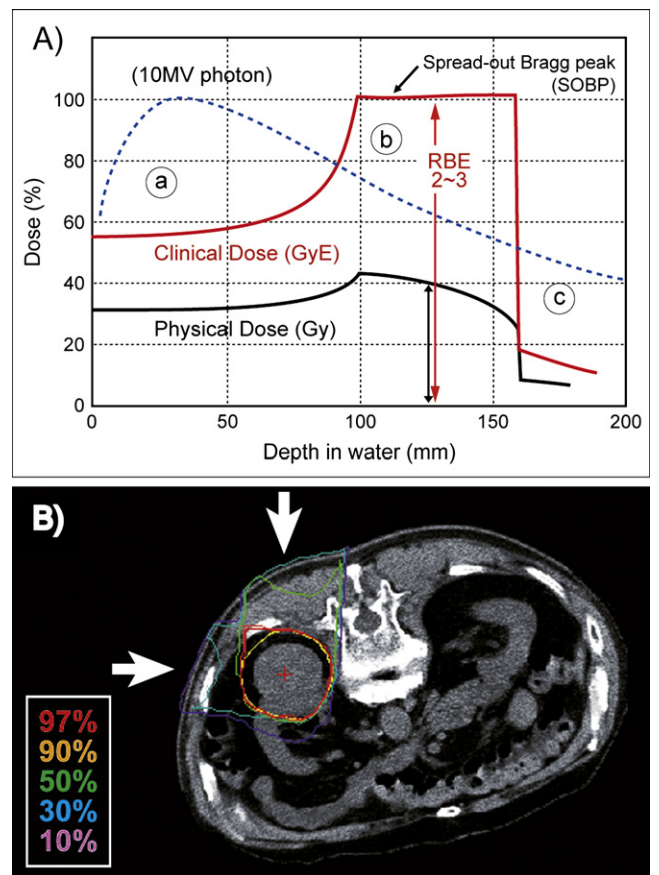 A)
(10MV photon)
Spread-out Bragg peak
(SOBP)
100
80
60
40
20
0
Dose (%)
a
b
c
RBE
2~3
Clinical Dose (GyE)
Physical Dose (Gy)
0
50
100
150
200
Depth in water (mm)
B)
97%
90%
50%
30%
10%